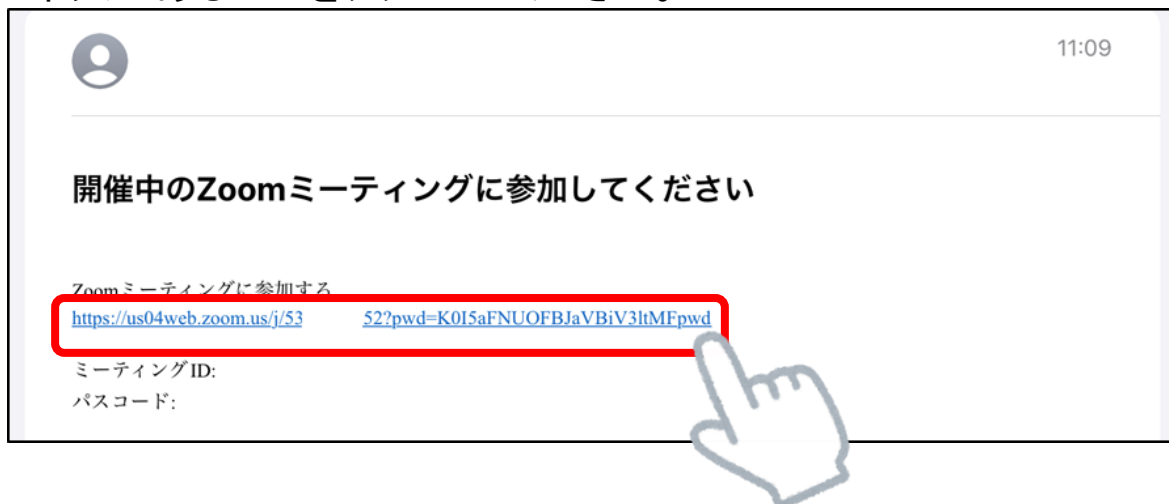 11:09
開催中のZoomミーティングに参加してください
Zoomミーティングに参加する
https://us04web.zoom.us/j/53 52?pwd=K0I5aFNUOFBJaVBiV3ltMFpwd
ミーティングID:
パスコード: